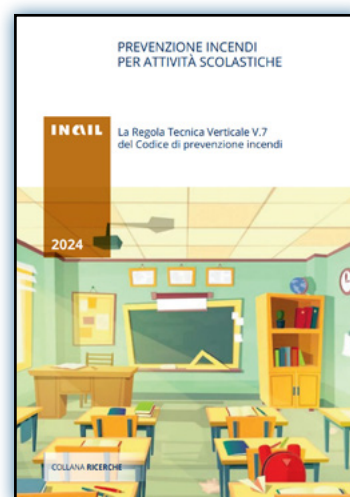 PREVENZIONE INCENDI
PER ATTIVITÀ SCOLASTICHE
INAIL
La Regola Tecnica Verticale V.7
del Codice di prevenzione incendi
2024
COLLANA RICERCHE